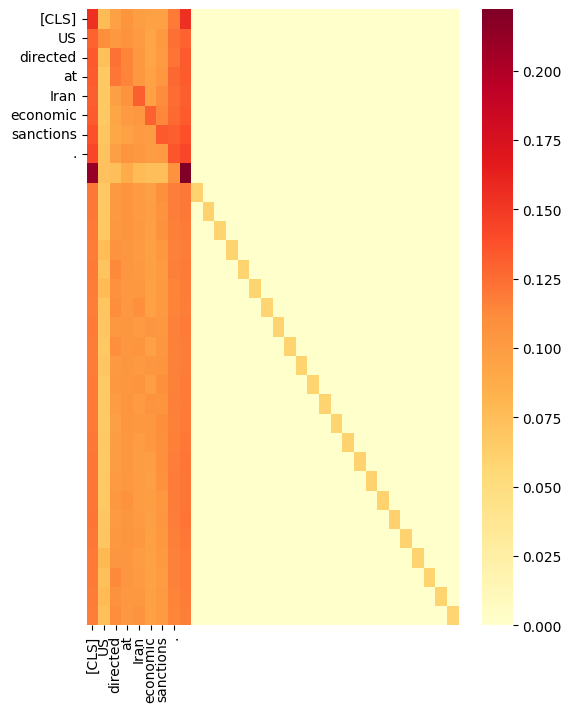 [CLS]
US
directed
at
Iran
economic
sanctions
.
0.200
0.175
0.150
0.125
0.100
0.075
0.050
0.025
0.000
[CLS]
US
directed
at
Iran
economic
sanctions
.